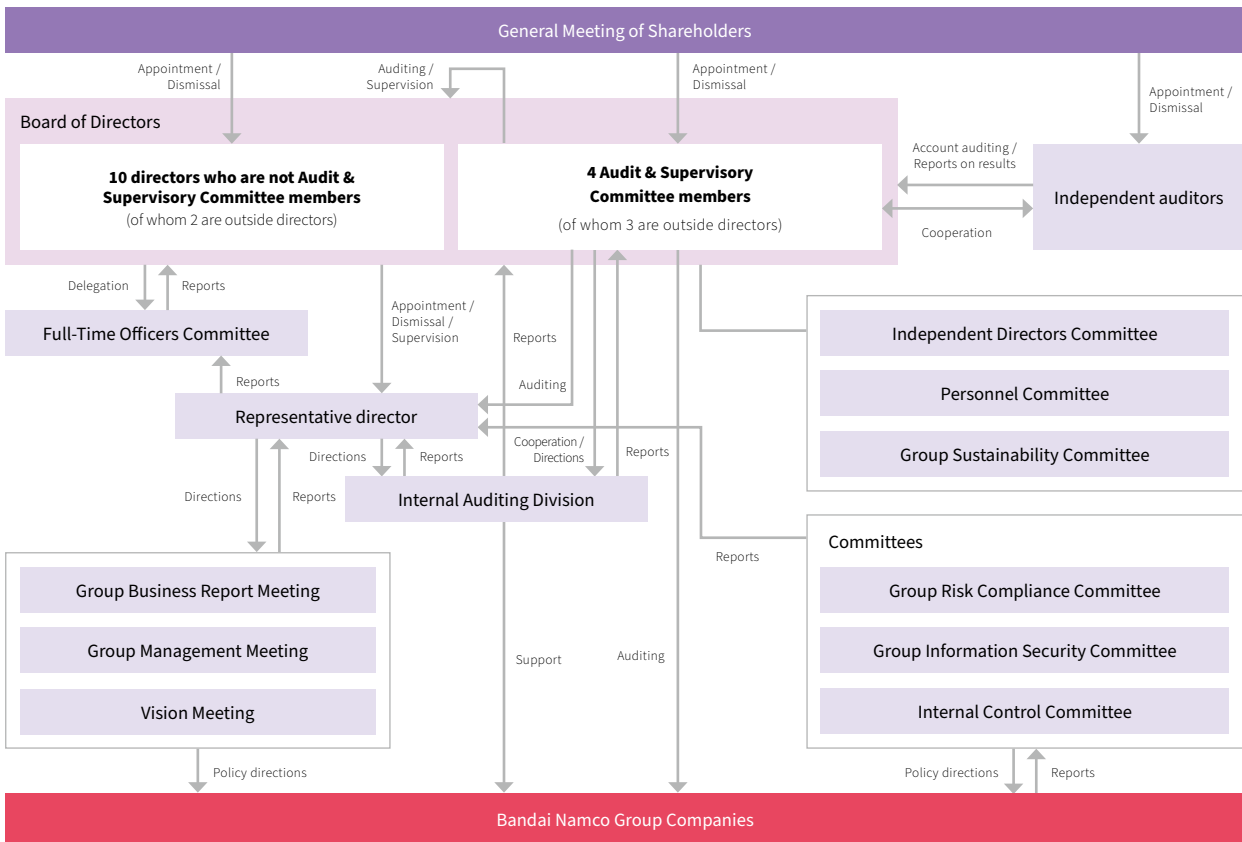 General Meeting of Shareholders
Appointment /
Dismissal
Auditing /
Supervision
Appointment /
Dismissal
Appointment /
Dismissal
Board of Directors
10 directors who are not Audit &
Supervisory Committee members
(of whom 2 are outside directors)
4 Audit & Supervisory
Committee members
(of whom 3 are outside directors)
Account auditing /
Reports on results
Cooperation
Independent auditors
Delegation
Reports
Appointment /
Dismissal /
Supervision
Reports
Full-Time Officers Committee
Reports
Auditing
Representative director
Directions
Reports
Cooperation /
Directions
Reports
Directions
Reports
Internal Auditing Division
Independent Directors Committee
Personnel Committee
Group Sustainability Committee
Reports
Committees
Group Risk Compliance Committee
Group Information Security Committee
Internal Control Committee
Group Business Report Meeting
Group Management Meeting
Vision Meeting
Support
Auditing
Policy directions
Policy directions
Reports
Bandai Namco Group Companies